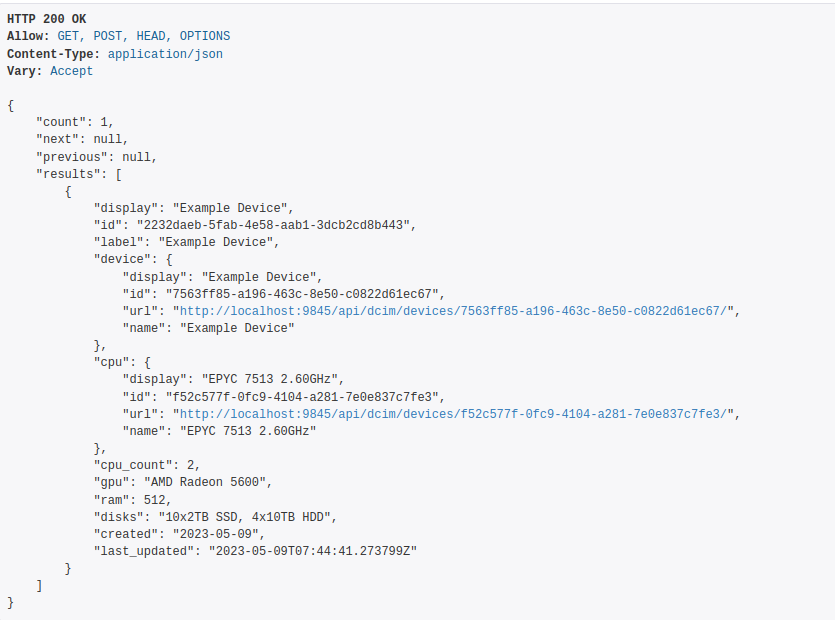 HTTP 200 OK
Allow: GET, POST, HEAD, OPTIONS
Content-Type: application/json
Vary: Accept

{
    "count": 1,
    "next": null,
    "previous": null,
    "results": [
        {
            "display": "Example Device",
            "id": "2232daeb-5fab-4e58-aab1-3dcb2cd8b443",
            "label": "Example Device",
            "device": {
                "display": "Example Device",
                "id": "7563ff85-a196-463c-8e50-c0822d61ec67",
                "url": "http://localhost:9845/api/dcim/devices/7563ff85-a196-463c-8e50-c0822d61ec67/",
                "name": "Example Device"
            },
            "cpu": {
                "display": "EPYC 7513 2.60GHz",
                "id": "f52c577f-0fc9-4104-a281-7e0e837c7fe3",
                "url": "http://localhost:9845/api/dcim/devices/f52c577f-0fc9-4104-a281-7e0e837c7fe3/",
                "name": "EPYC 7513 2.60GHz"
            },
            "cpu_count": 2,
            "gpu": "AMD Radeon 5600",
            "ram": 512,
            "disks": "10x2TB SSD, 4x10TB HDD",
            "created": "2023-05-09",
            "last_updated": "2023-05-09T07:44:41.273799Z"
        }
    ]
}